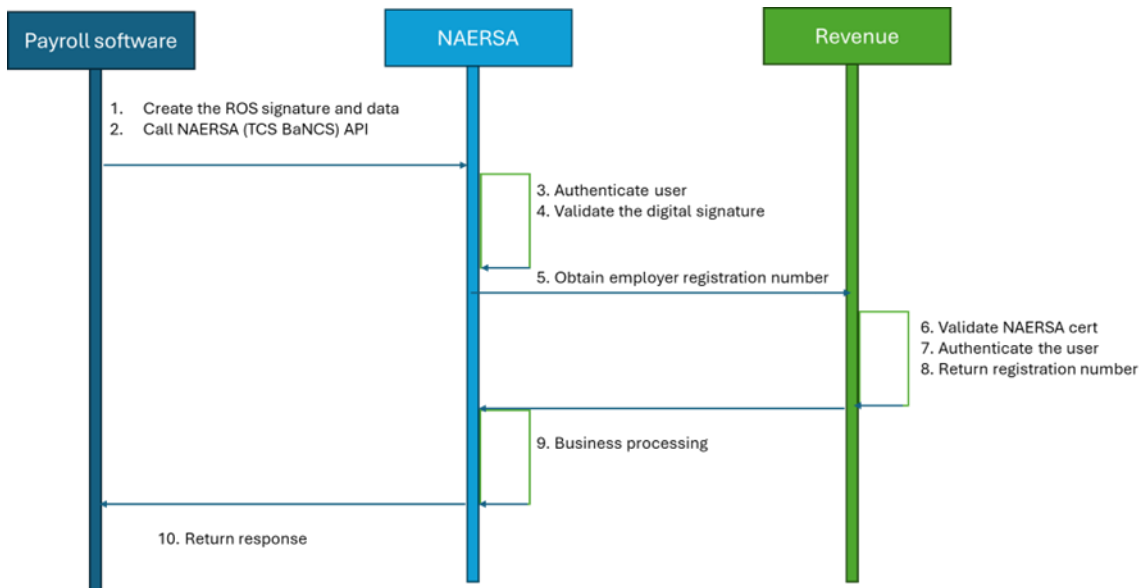 Payroll software
NAERSA
Revenue
1. Create the ROS signature and data
2. Call NAERSA (TCS BaNCS) API
3. Authenticate user
4. Validate the digital signature
5. Obtain employer registration number
6. Validate NAERSA cert
7. Authenticate the user
8. Return registration number
9. Business processing
10. Return response